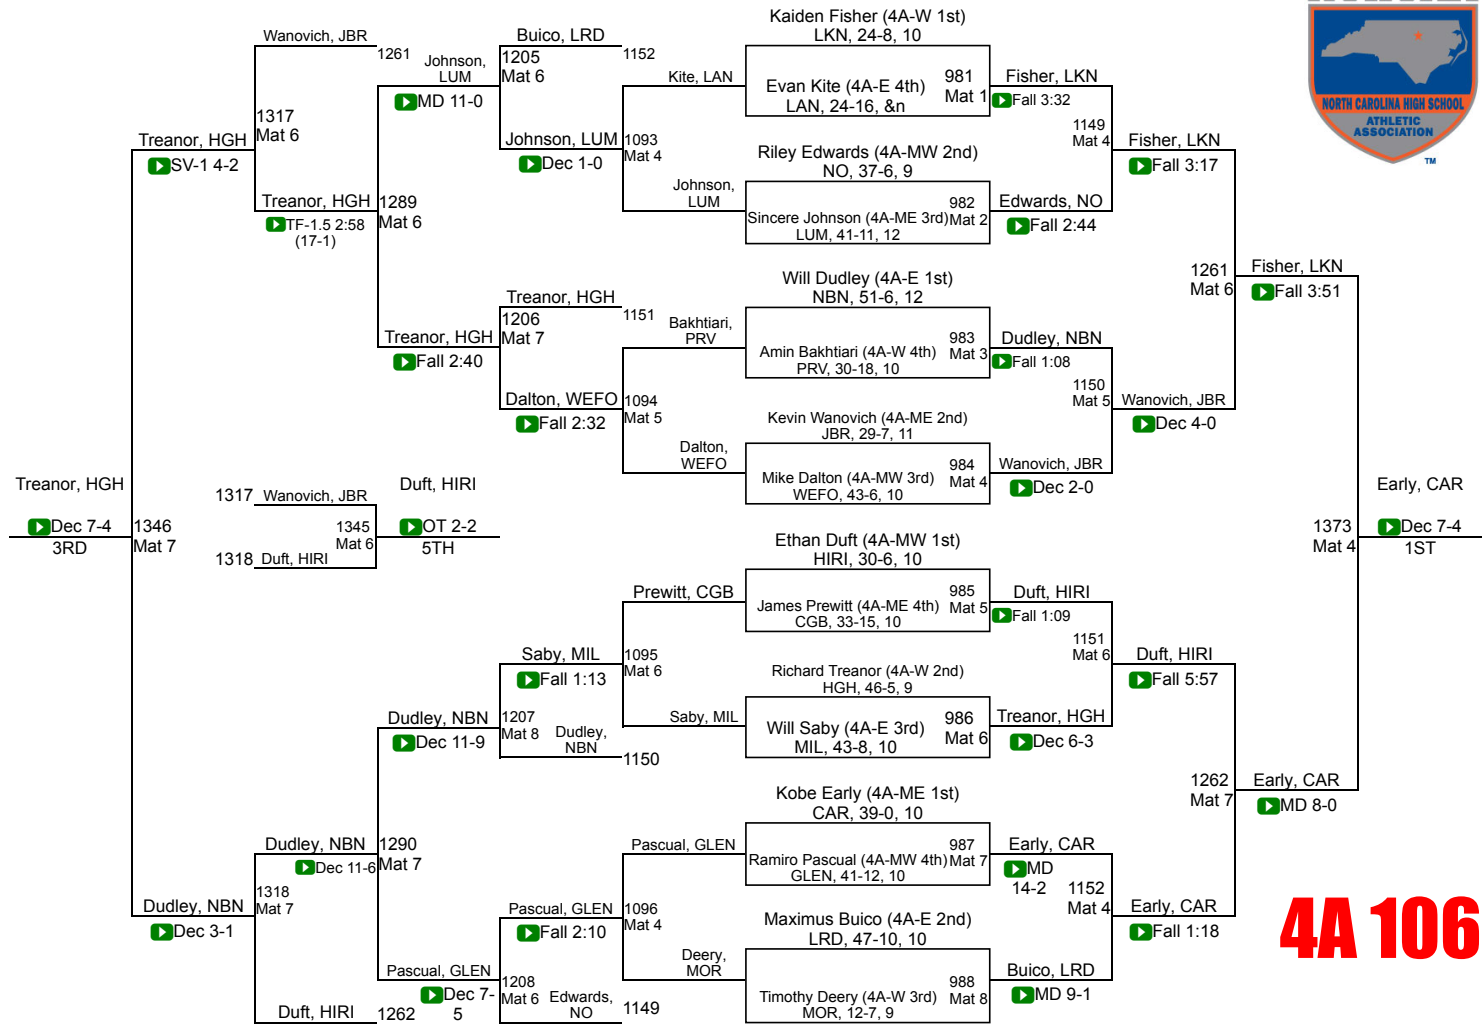 Kaiden Fisher (4A-W 1st)
LKN, 24-8, 10
Evan Kite (4A-E 4th)
LAN, 24-16, &n
981
Mat 1
Riley Edwards (4A-MW 2nd)
NO, 37-6, 9
Sincere Johnson (4A-ME 3rd)
LUM, 41-11, 12
982
Mat 2
Will Dudley (4A-E 1st)
NBN, 51-6, 12
Amin Bakhtiari (4A-W 4th)
PRV, 30-18, 10
983
Mat 3
Kevin Wanovich (4A-ME 2nd)
JBR, 29-7, 11
Mike Dalton (4A-MW 3rd)
WEFO, 43-6, 10
984
Mat 4
Ethan Duft (4A-MW 1st)
HIRI, 30-6, 10
James Prewitt (4A-ME 4th)
CGB, 33-15, 10
985
Mat 5
Richard Treanor (4A-W 2nd)
HGH, 46-5, 9
Will Saby (4A-E 3rd)
MIL, 43-8, 10
986
Mat 6
Kobe Early (4A-ME 1st)
CAR, 39-0, 10
Ramiro Pascual (4A-MW 4th)
GLEN, 41-12, 10
987
Mat 7
Maximus Buico (4A-E 2nd)
LRD, 47-10, 10
Timothy Deery (4A-W 3rd)
MOR, 12-7, 9
988
Mat 8
Fisher, LKN
Fall 3:32
1149
Mat 4
Edwards, NO
Fall 2:44
Dudley, NBN
Fall 1:08
1150
Mat 5
Wanovich, JBR
Dec 2-0
Duft, HIRI
Fall 1:09
1151
Mat 6
Treanor, HGH
Dec 6-3
Early, CAR
MD
14-2
1152
Mat 4
Buico, LRD
MD 9-1
Fisher, LKN
Fall 3:17
1261
Mat 6
Wanovich, JBR
Dec 4-0
Duft, HIRI
Fall 5:57
1262
Mat 7
Early, CAR
Fall 1:18
Fisher, LKN
Fall 3:51
1373
Mat 4
Early, CAR
MD 8-0
Early, CAR
Dec 7-4
1ST
Kite, LAN
1093
Mat 4
Johnson,
LUM
Bakhtiari,
PRV
1094
Mat 5
Dalton,
WEFO
Prewitt, CGB
1095
Mat 6
Saby, MIL
Pascual, GLEN
1096
Mat 4
Deery,
MOR
Buico, LRD
1152
1205
Mat 6
Johnson, LUM
Dec 1-0
Treanor, HGH
1151
1206
Mat 7
Dalton, WEFO
Fall 2:32
Saby, MIL
Fall 1:13
1207
Mat 8
Dudley,
NBN
1150
Pascual, GLEN
Fall 2:10
1208
Mat 6
Edwards,
NO
1149
Johnson,
LUM
MD 11-0
1289
Mat 6
Treanor, HGH
Fall 2:40
Dudley, NBN
Dec 11-9
1290
Mat 7
Pascual, GLEN
Dec 7-
5
Wanovich, JBR
1261
1317
Mat 6
Treanor, HGH
TF-1.5 2:58
(17-1)
Dudley, NBN
Dec 11-6
1318
Mat 7
Duft, HIRI
1262
Treanor, HGH
SV-1 4-2
1346
Mat 7
Dudley, NBN
Dec 3-1
Treanor, HGH
Dec 7-4
3RD
1317
Wanovich, JBR
1345
Mat 6
1318
Duft, HIRI
Duft, HIRI
OT 2-2
5TH
NORTH CAROLINA HIGH SCHOOL
ATHLETIC
ASSOCIATION
TM
4A 106